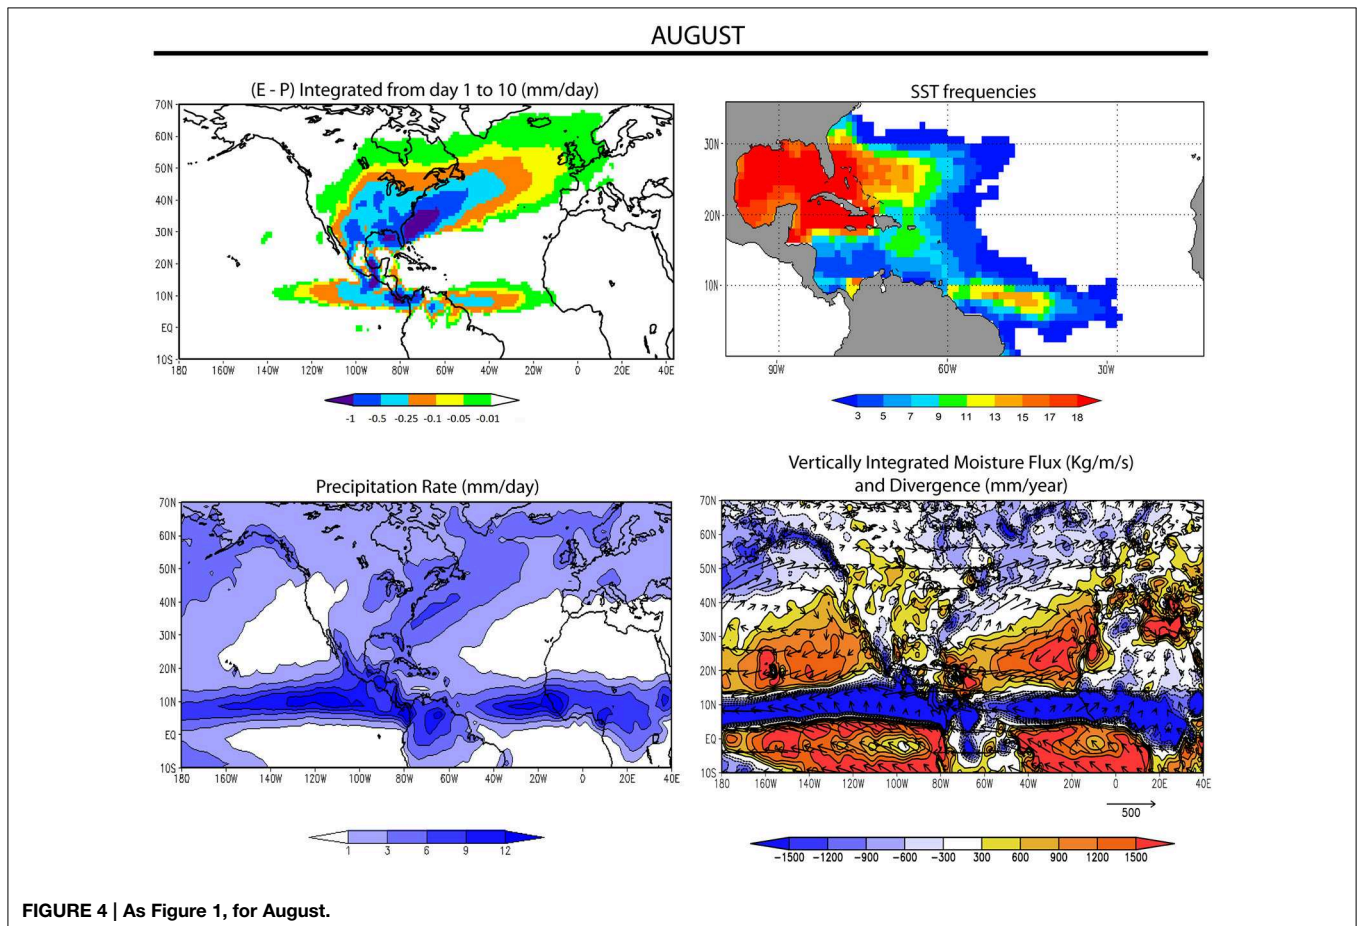 AUGUST
(E - P) Integrated from day 1 to 10 (mm/day)
70N
60N
50N
40N
30N
20N
10N
EQ
10S
180 160W 140W 120W 100W 80W 60W 40W 20W 0 20E 40E
-1 -0.5 -0.25 -0.1 -0.05 -0.01
SST frequencies
30N
20N
10N
90W 60W 30W
3 5 7 9 11 13 15 17 18
Precipitation Rate (mm/day)
70N
60N
50N
40N
30N
20N
10N
EQ
10S
180 160W 140W 120W 100W 80W 60W 40W 20W 0 20E 40E
1 3 6 9 12
Vertically Integrated Moisture Flux (Kg/m/s)
and Divergence (mm/year)
70N
60N
50N
40N
30N
20N
10N
EQ
10S
180 160W 140W 120W 100W 80W 60W 40W 20W 0 20E 40E
500
-1500 -1200 -900 -600 -300 300 600 900 1200 1500
FIGURE 4 | As Figure 1, for August.